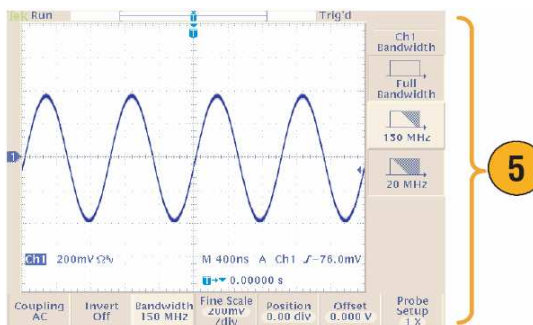 Tek Run Trig'd
Ch1
Bandwidth
Full
Bandwidth
150 MHz
20 MHz
5
1
Ch1 200mV Ω M 400ns A Ch1 -76.0mV
0.00000 s
Coupling
AC
Invert
Off
Bandwidth
150 MHz
Fine Scale
200mV
/div
Position
0.00 div
Offset
0.000 V
Probe
Setup
1 X